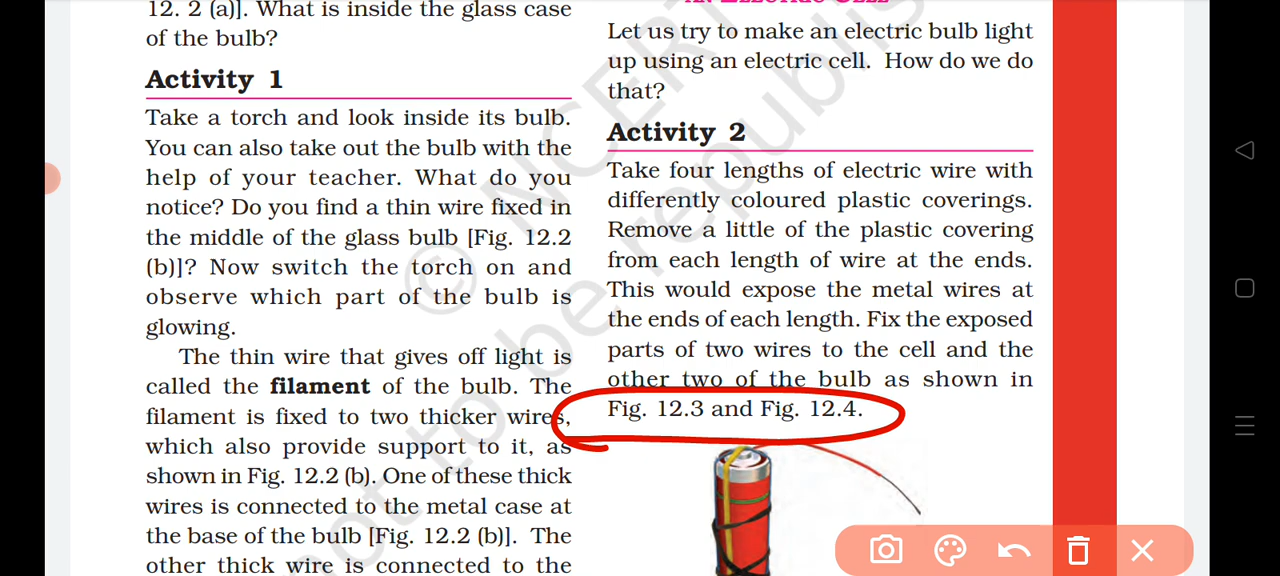 12. 2 (a)]. What is inside the glass case
of the bulb?
Activity 1
Take a torch and look inside its bulb.
You can also take out the bulb with the
help of your teacher. What do you
notice? Do you find a thin wire fixed in
the middle of the glass bulb [Fig. 12.2
(b)]? Now switch the torch on and
observe which part of the bulb is
glowing.
The thin wire that gives off light is
called the filament of the bulb. The
filament is fixed to two thicker wires,
which also provide support to it, as
shown in Fig. 12.2 (b). One of these thick
wires is connected to the metal case at
the base of the bulb [Fig. 12.2 (b)]. The
other thick wire is connected to the
AN ELECTRIC CELL
Let us try to make an electric bulb light
up using an electric cell. How do we do
that?
Activity 2
Take four lengths of electric wire with
differently coloured plastic coverings.
Remove a little of the plastic covering
from each length of wire at the ends.
This would expose the metal wires at
the ends of each length. Fix the exposed
parts of two wires to the cell and the
other two of the bulb as shown in
Fig. 12.3 and Fig. 12.4.
© NCERT
not to be republis